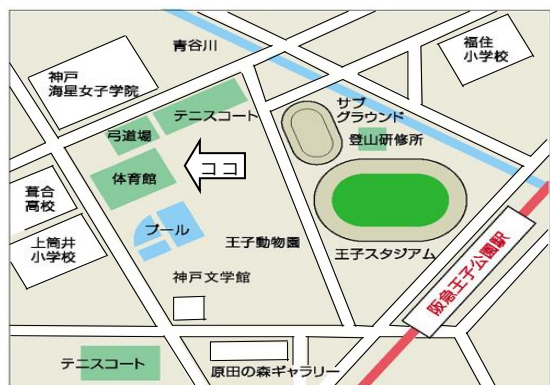 青谷川
福住
小学校
神戸
海星女子学院
テニスコート
サブ
グラウンド
弓道場
登山研修所
ココ
体育館
葺合
高校
プール
王子動物園
王子スタジアム
上筒井
小学校
阪急王子公園駅
神戸文学館
テニスコート
原田の森ギャラリー